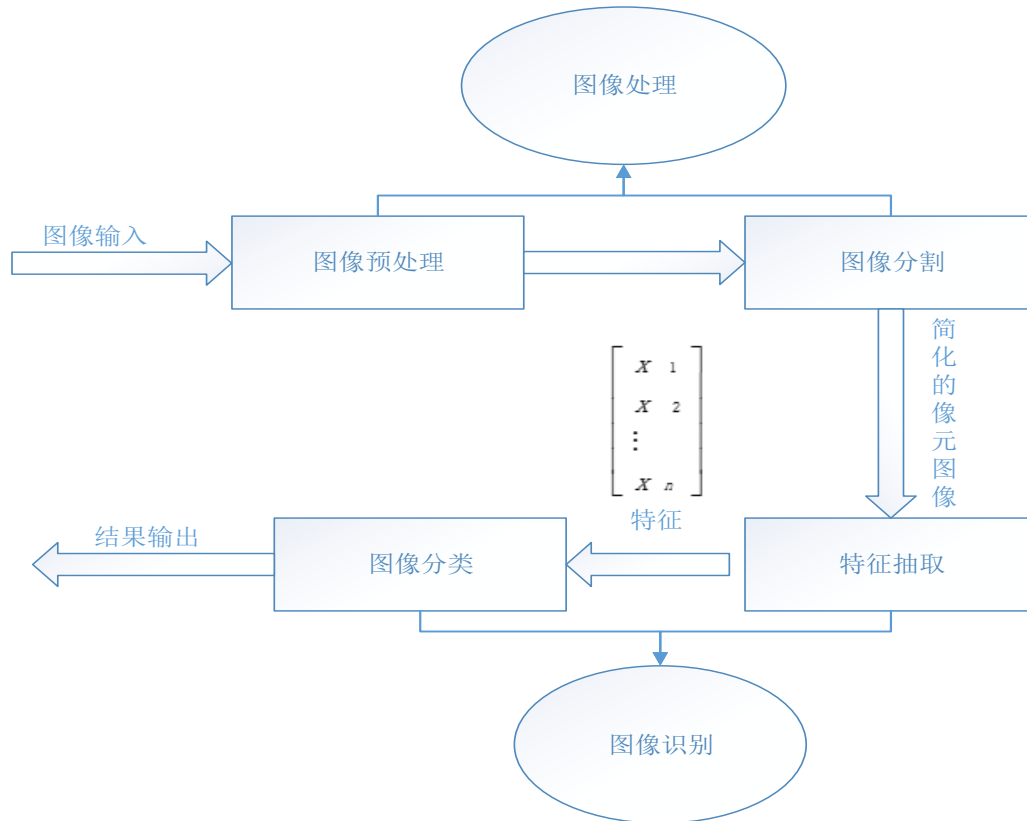 图像处理
图像输入
图像预处理
图像分割
简化的像元图像
X 1
X 2
⋮
X n
特征
结果输出
图像分类
特征抽取
图像识别